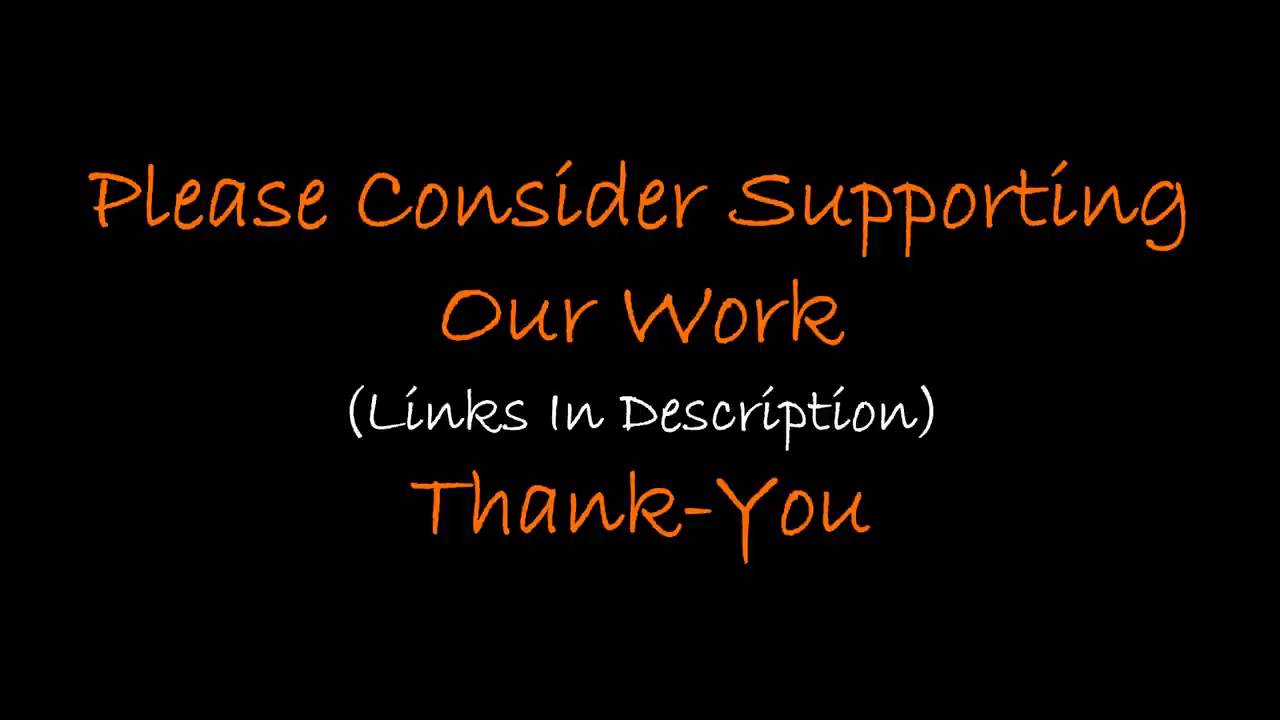 Please Consider Supporting
Our Work
(Links In Description)
Thank-You